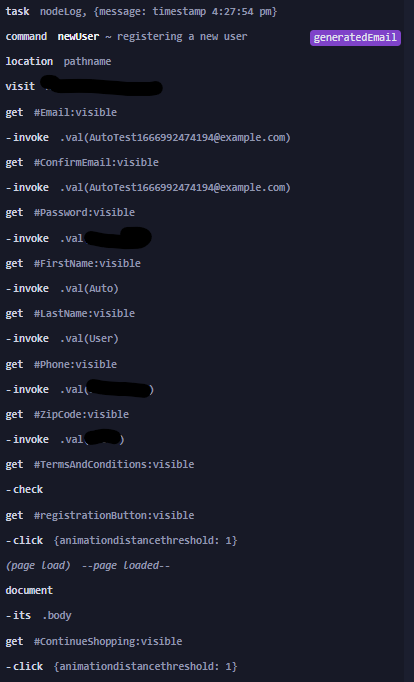 task nodeLog, {message: timestamp 4:27:54 pm}
command newUser ~ registering a new user generatedEmail
location pathname
visit
get #Email:visible
-invoke .val(AutoTest1666992474194@example.com)
get #ConfirmEmail:visible
-invoke .val(AutoTest1666992474194@example.com)
get #Password:visible
-invoke .val
get #FirstName:visible
-invoke .val(Auto)
get #LastName:visible
-invoke .val(User)
get #Phone:visible
-invoke .val( )
get #ZipCode:visible
-invoke .val( )
get #TermsAndConditions:visible
-check
get #registrationButton:visible
-click {animationdistancethreshold: 1}
(page load) --page loaded--
document
-its .body
get #ContinueShopping:visible
-click {animationdistancethreshold: 1}